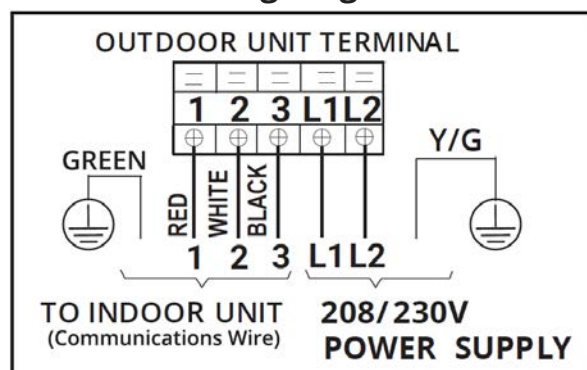 OUTDOOR UNIT TERMINAL
1 2 3 L1 L2
GREEN
RED
WHITE
BLACK
Y/G
1 2 3 L1 L2
TO INDOOR UNIT
(Communications Wire)
208/230V
POWER SUPPLY